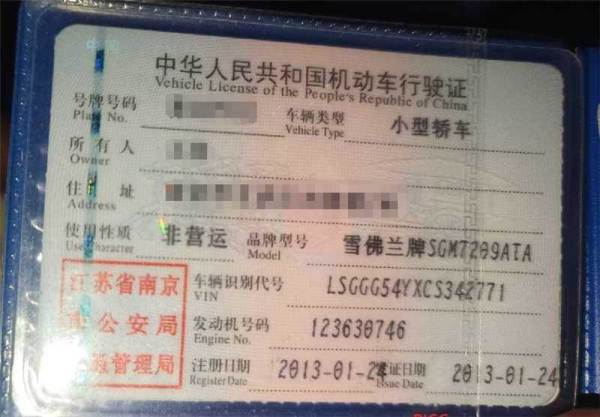 中华人民共和国机动车行驶证
Vehicle License of the People's Republic of China
号牌号码 车辆类型 小型轿车
Plate No. Vehicle Type
所有人
Owner
住 址
Address
使用性质 非营运 品牌型号 雪佛兰牌SGM7209ATA
Use Character Model
江苏省南京 车辆识别代号 LSGGG54YXCS342771
VIN
公安局 发动机号码 123630746
Engine No.
管理局 注册日期 2013-01-24 发证日期 2013-01-24
Register Date Issue Date
PICC